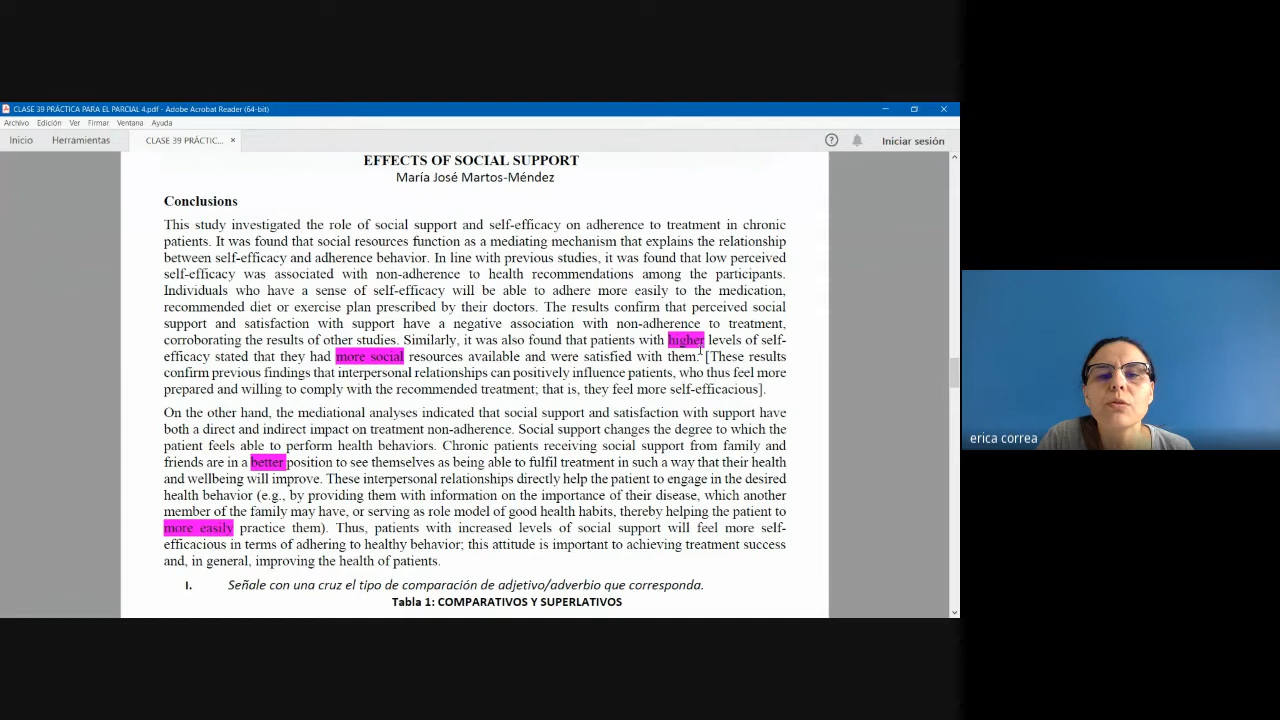 CLASE 39 PRÁCTICA PARA EL PARCIAL 4.pdf - Adobe Acrobat Reader (64-bit)
Archivo Edición Ver Firmar Ventana Ayuda
Inicio Herramientas CLASE 39 PRÁCTIC... × Iniciar sesión
EFFECTS OF SOCIAL SUPPORT
María José Martos-Méndez
Conclusions
This study investigated the role of social support and self-efficacy on adherence to treatment in chronic
patients. It was found that social resources function as a mediating mechanism that explains the relationship
between self-efficacy and adherence behavior. In line with previous studies, it was found that low perceived
self-efficacy was associated with non-adherence to health recommendations among the participants.
Individuals who have a sense of self-efficacy will be able to adhere more easily to the medication,
recommended diet or exercise plan prescribed by their doctors. The results confirm that perceived social
support and satisfaction with support have a negative association with non-adherence to treatment,
corroborating the results of other studies. Similarly, it was also found that patients with higher levels of self-
efficacy stated that they had more social resources available and were satisfied with them. [These results
confirm previous findings that interpersonal relationships can positively influence patients, who thus feel more
prepared and willing to comply with the recommended treatment; that is, they feel more self-efficacious].
On the other hand, the mediational analyses indicated that social support and satisfaction with support have
both a direct and indirect impact on treatment non-adherence. Social support changes the degree to which the
patient feels able to perform health behaviors. Chronic patients receiving social support from family and
friends are in a better position to see themselves as being able to fulfil treatment in such a way that their health
and wellbeing will improve. These interpersonal relationships directly help the patient to engage in the desired
health behavior (e.g., by providing them with information on the importance of their disease, which another
member of the family may have, or serving as role model of good health habits, thereby helping the patient to
more easily practice them). Thus, patients with increased levels of social support will feel more self-
efficacious in terms of adhering to healthy behavior; this attitude is important to achieving treatment success
and, in general, improving the health of patients.
I. Señale con una cruz el tipo de comparación de adjetivo/adverbio que corresponda.
Tabla 1: COMPARATIVOS Y SUPERLATIVOS
erica correa